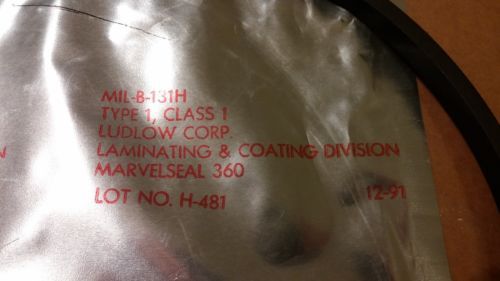 MIL-B-131H
TYPE 1, CLASS 1
LUDLOW CORP.
N LAMINATING & COATING DIVISION
MARVELSEAL 360
LOT NO. H-481 12-91